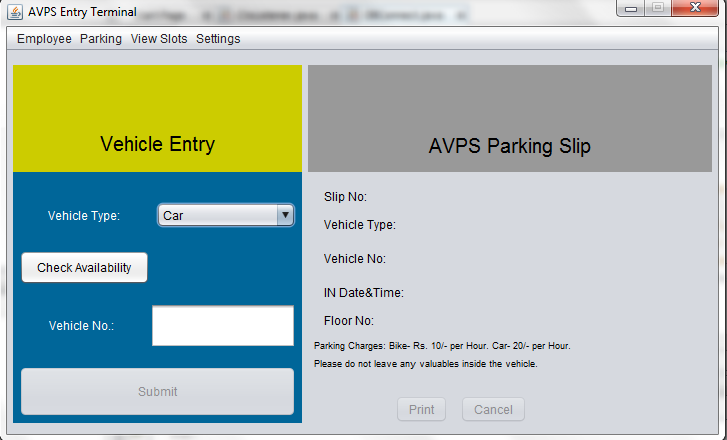 AVPS Entry Terminal
Employee Parking View Slots Settings
Vehicle Entry
Vehicle Type:
Car
Check Availability
Vehicle No.:
Submit
AVPS Parking Slip
Slip No:
Vehicle Type:
Vehicle No:
IN Date&Time:
Floor No:
Parking Charges: Bike- Rs. 10/- per Hour. Car- 20/- per Hour.
Please do not leave any valuables inside the vehicle.
Print Cancel